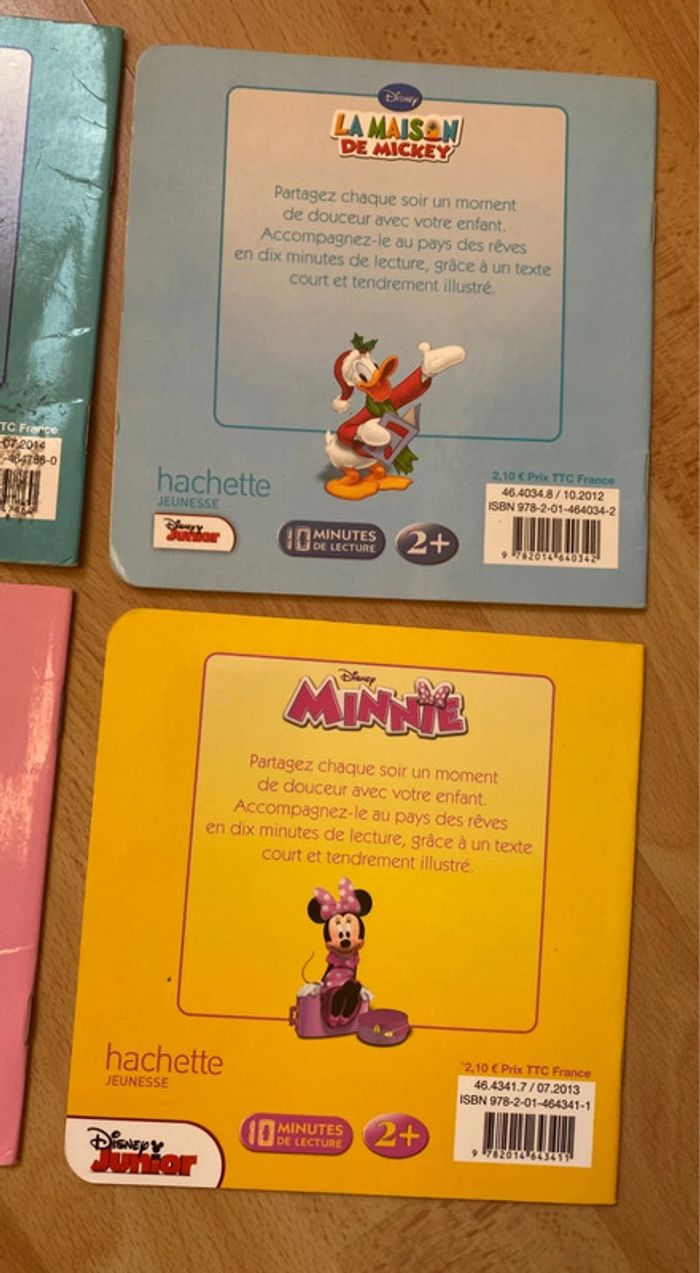 TC France
07.2014
-464786-0
Disney
LA MAISON
DE MICKEY
Partagez chaque soir un moment
de douceur avec votre enfant.
Accompagnez-le au pays des rêves
en dix minutes de lecture, grâce à un texte
court et tendrement illustré.
hachette
JEUNESSE
Disney
Junior
10 MINUTES
DE LECTURE
2+
2,10 € Prix TTC France
46.4034.8 / 10.2012
ISBN 978-2-01-464034-2
9 782014 640342
Disney
MINNIE
Partagez chaque soir un moment
de douceur avec votre enfant.
Accompagnez-le au pays des rêves
en dix minutes de lecture, grâce à un texte
court et tendrement illustré.
hachette
JEUNESSE
Disney
Junior
10 MINUTES
DE LECTURE
2+
2,10 € Prix TTC France
46.4341.7 / 07.2013
ISBN 978-2-01-464341-1
9 782014 643411